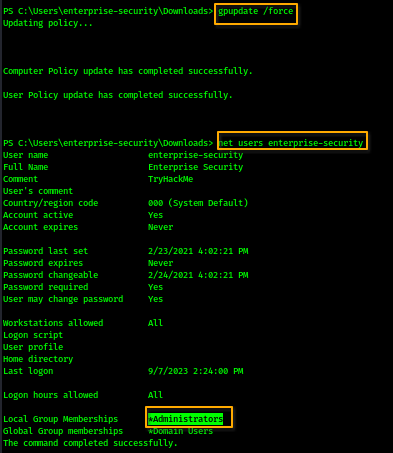 PS C:\Users\enterprise-security\Downloads> gpupdate /force
Updating policy...
Computer Policy update has completed successfully.
User Policy update has completed successfully.
PS C:\Users\enterprise-security\Downloads> net users enterprise-security
User name                    enterprise-security
Full Name                    Enterprise Security
Comment                      TryHackMe
User's comment
Country/region code          000 (System Default)
Account active               Yes
Account expires              Never
Password last set            2/23/2021 4:02:21 PM
Password expires             Never
Password changeable          2/24/2021 4:02:21 PM
Password required            Yes
User may change password     Yes
Workstations allowed         All
Logon script
User profile
Home directory
Last logon                   9/7/2023 2:24:00 PM
Logon hours allowed          All
Local Group Memberships      *Administrators
Global Group memberships     *Domain Users
The command completed successfully.